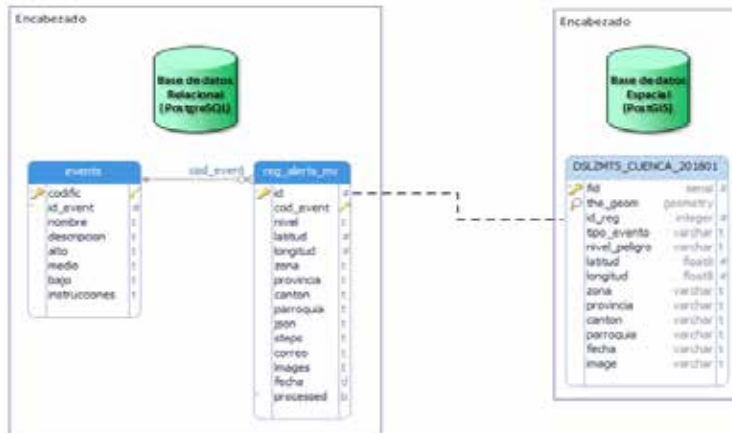 Encabezado
Base de datos
Relacional
(PostgreSQL)
evento
cod_event
reg_alerta_mv
codific
id_event #
nombre t
descripcion t
alto t
medio t
bajo t
instrucciones t
id #
cod_event
nivel t
latitud #
longitud #
zona t
provincia t
canton t
parroquia t
json t
steps t
correo t
images t
fecha d
processed b
Encabezado
Base de datos
Espacial
(PostGIS)
DSLZMTS_CUENCA_201801
fid serial #
the_geom geometry
id_reg integer #
tipo_evento varchar t
nivel_peligro varchar t
latitud float8 #
longitud float8 #
zona varchar t
provincia varchar t
canton varchar t
parroquia varchar t
fecha varchar t
image varchar t